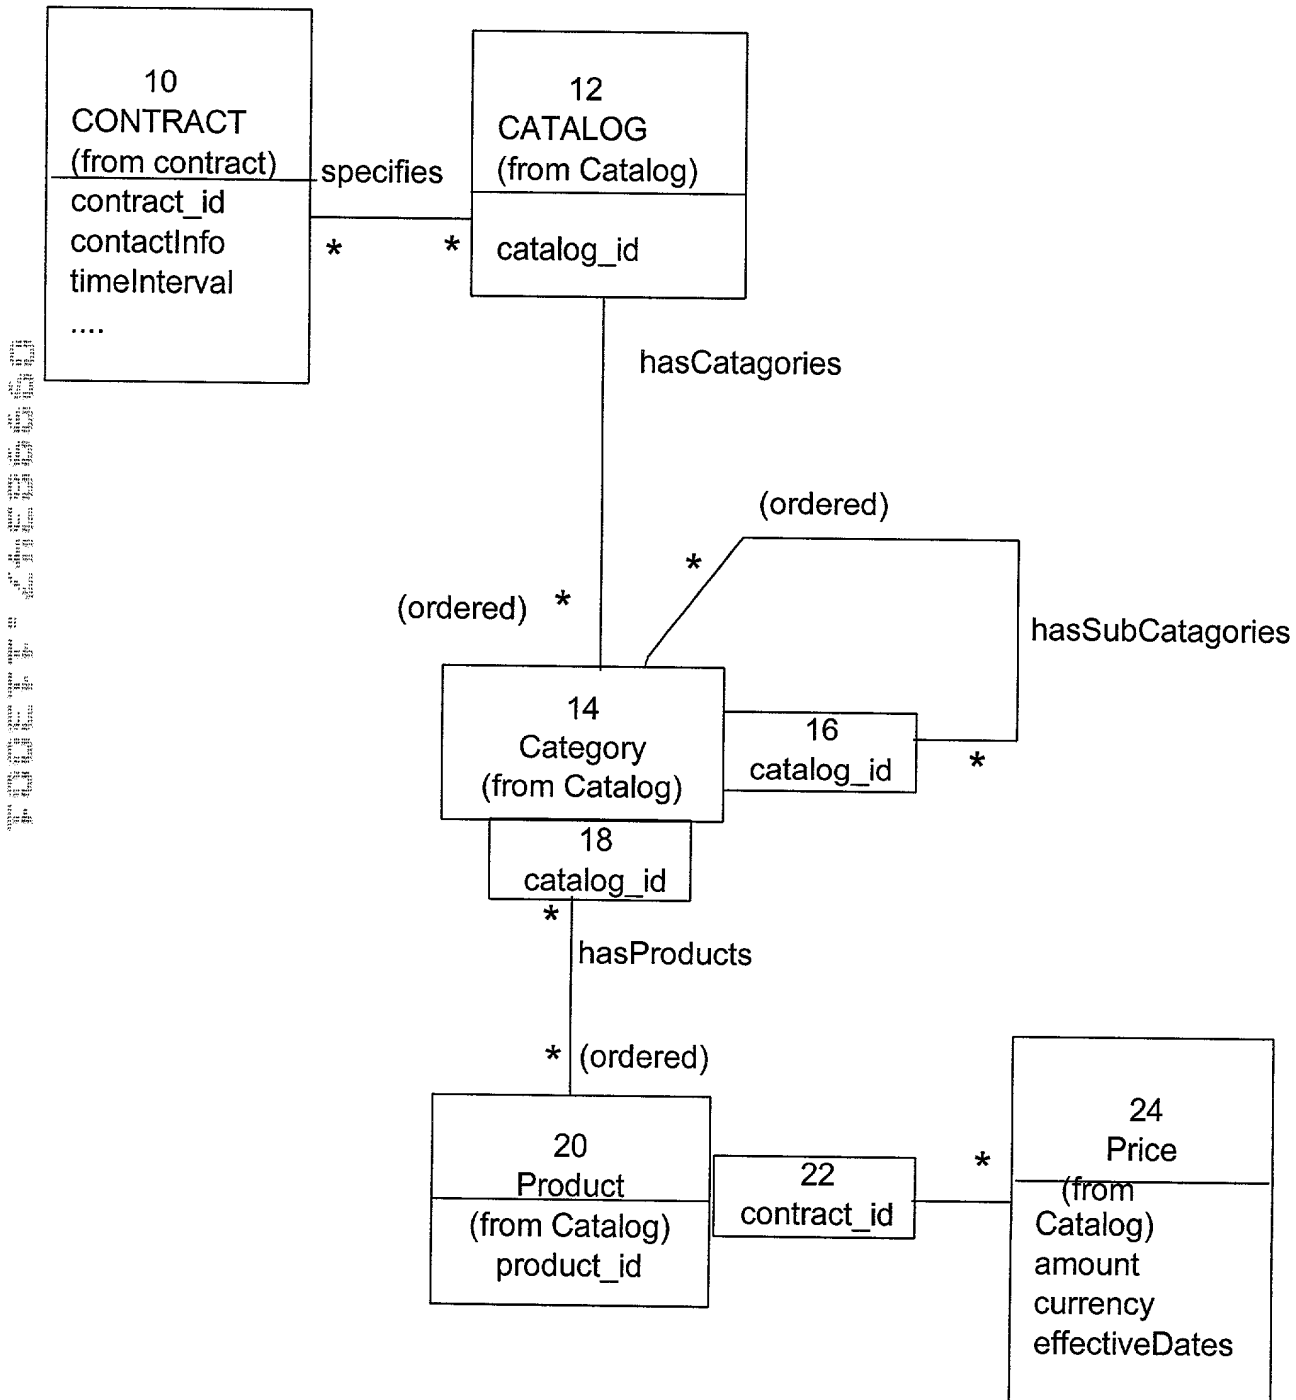 10
CONTRACT
(from contract)
contract_id
contactInfo
timeInterval
....
specifies
*
*
12
CATALOG
(from Catalog)
catalog_id
hasCatagories
(ordered)
*
hasSubCatagories
(ordered)
*
14
Category
(from Catalog)
16
catalog_id
*
18
catalog_id
*
hasProducts
*
(ordered)
20
Product
(from Catalog)
product_id
22
contract_id
*
24
Price
(from
Catalog)
amount
currency
effectiveDates